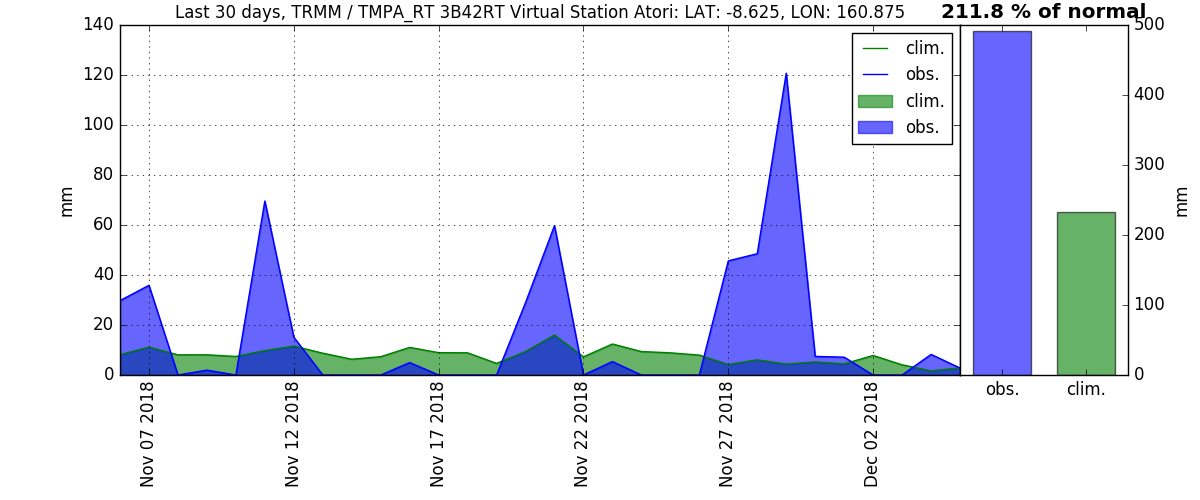 Last 30 days, TRMM / TMPA_RT 3B42RT Virtual Station Atori: LAT: -8.625, LON: 160.875
211.8 % of normal
140
120
100
80
60
40
20
0
mm
clim.
obs.
clim.
obs.
Nov 07 2018
Nov 12 2018
Nov 17 2018
Nov 22 2018
Nov 27 2018
Dec 02 2018
500
400
300
200
100
0
mm
obs.
clim.